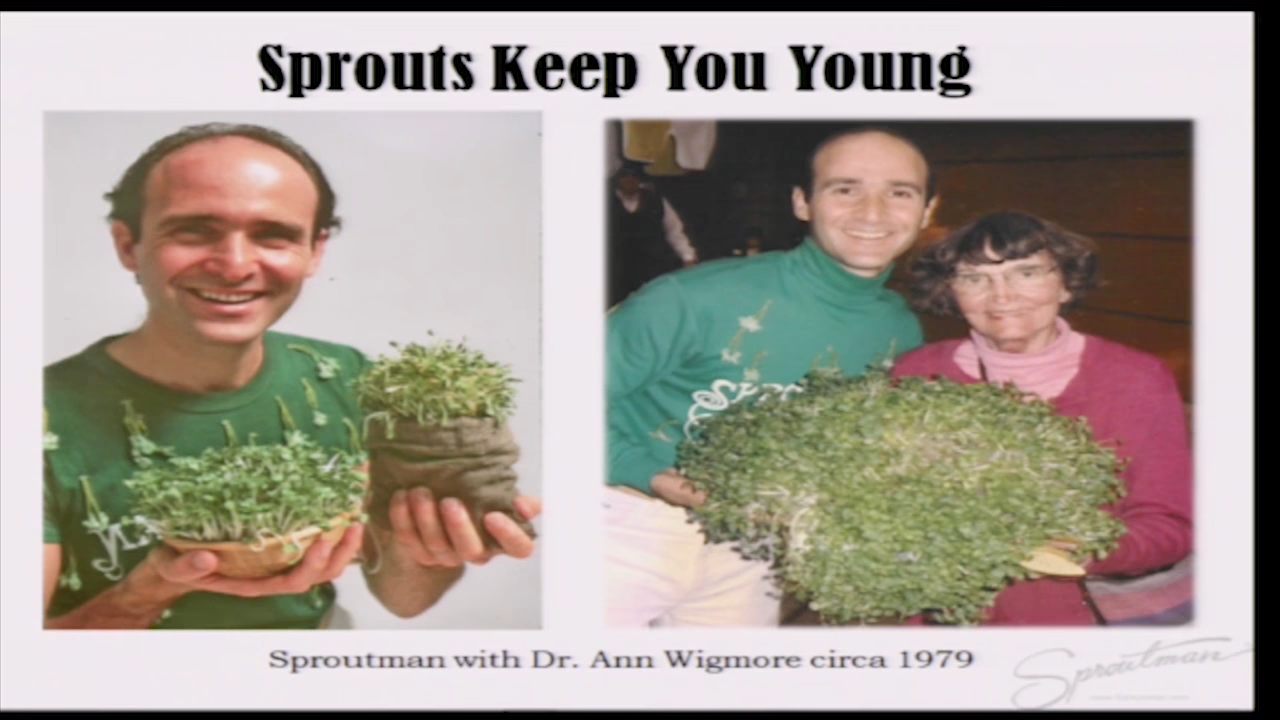 Sprouts Keep You Young
Sproutman with Dr. Ann Wigmore circa 1979
Sproutman